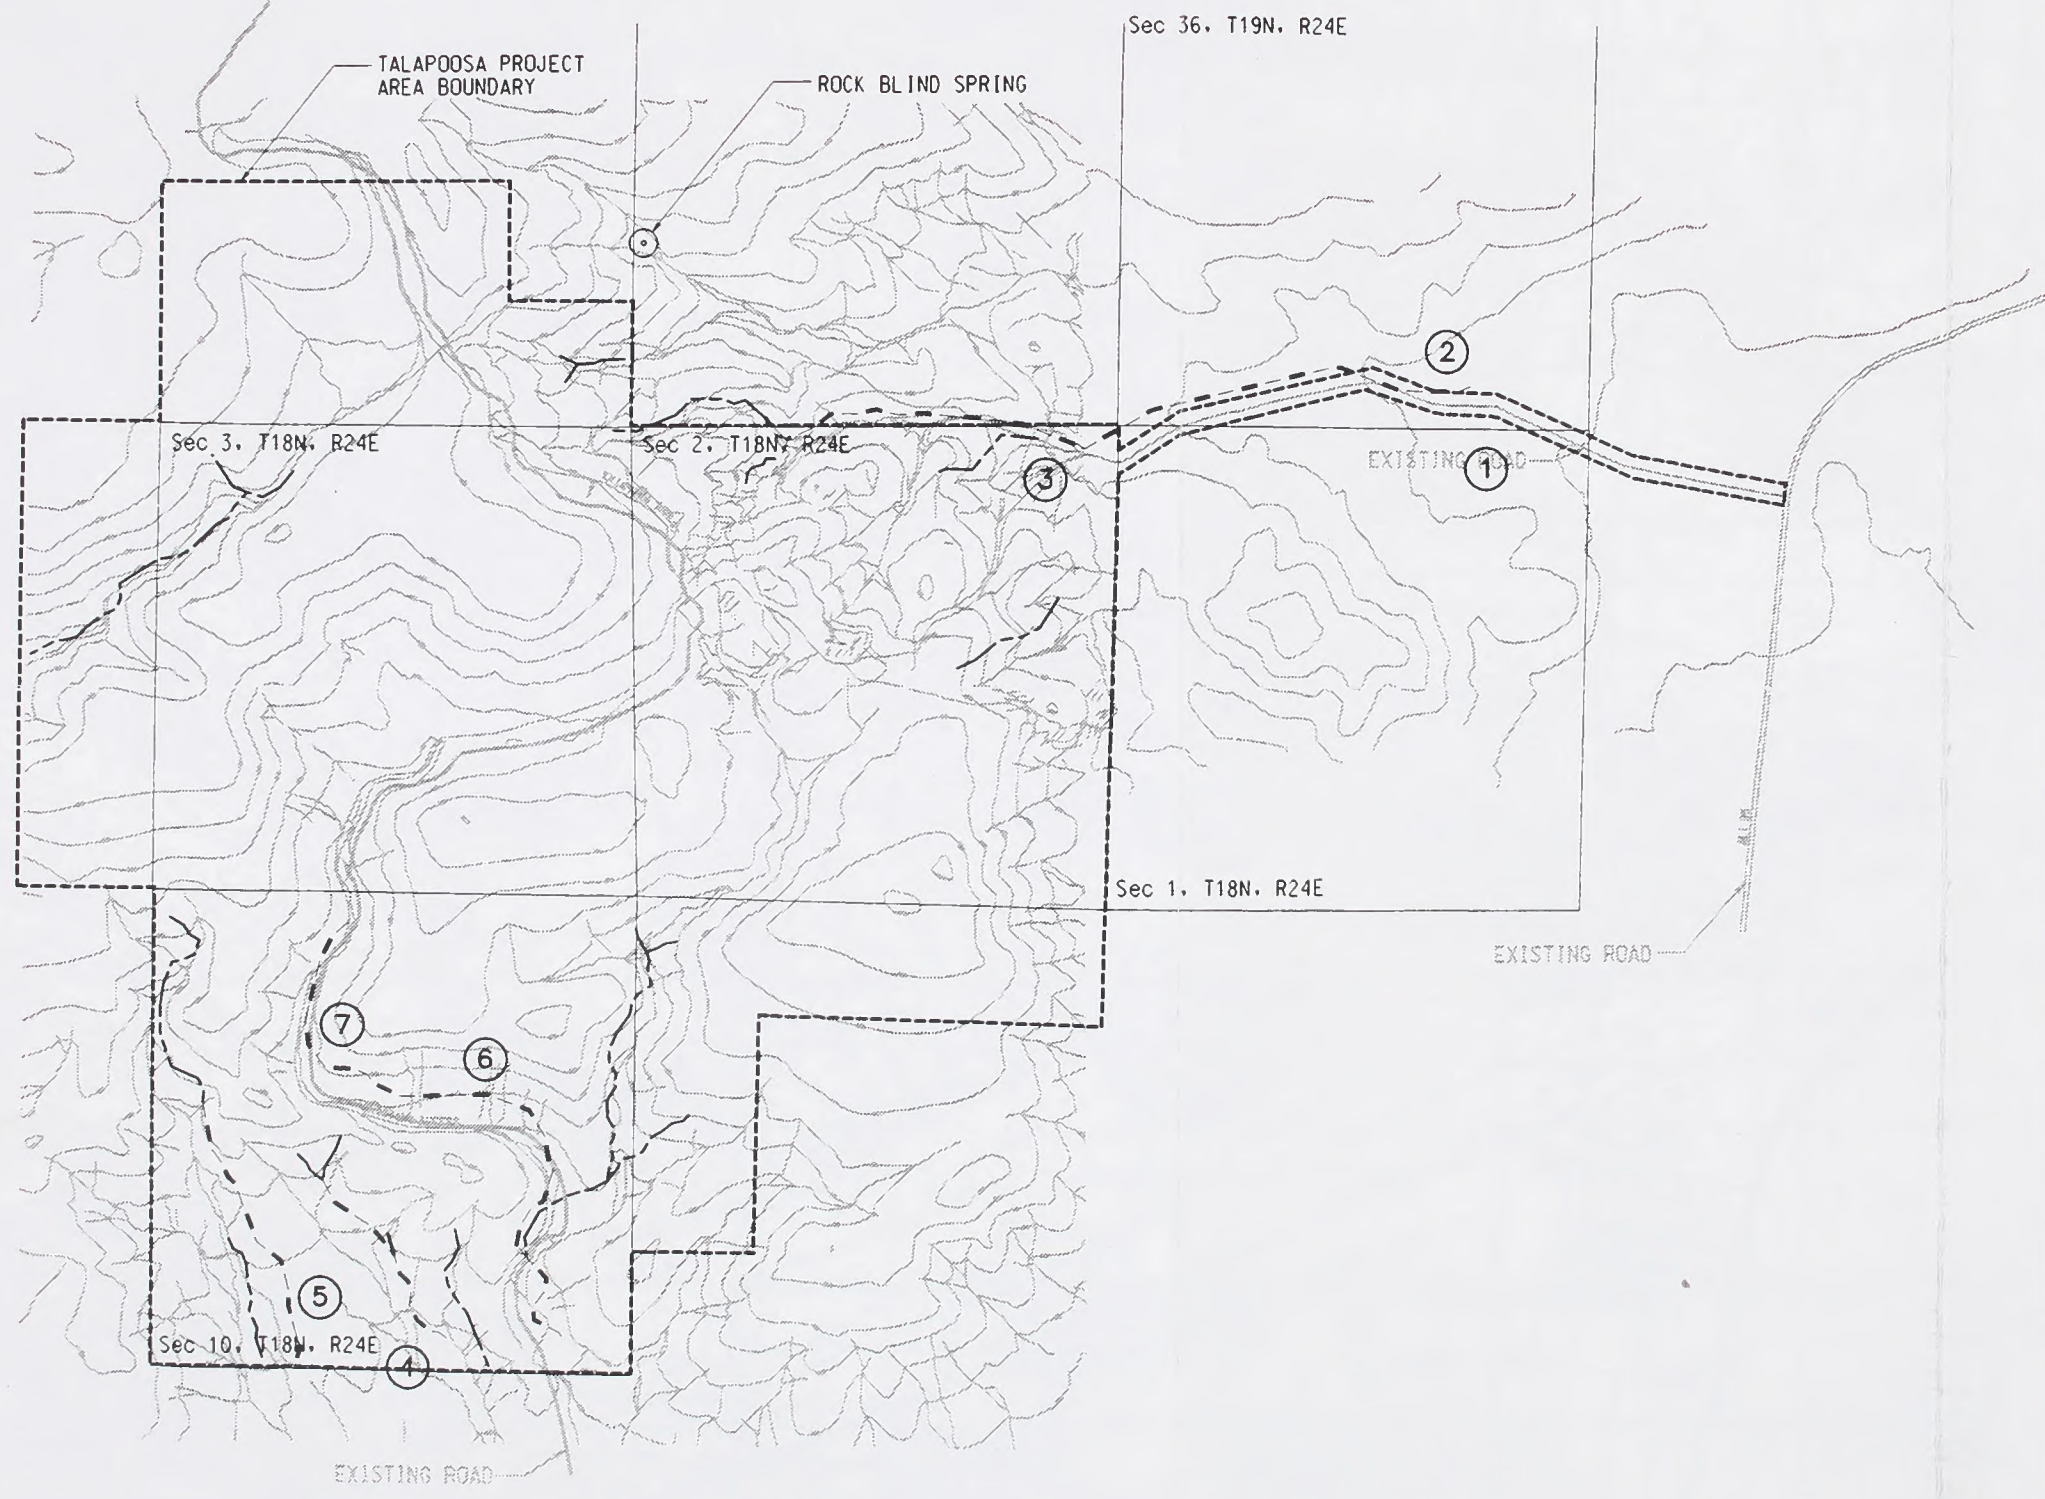 Sec 36, T19N, R24E
TALAPOOSA PROJECT
AREA BOUNDARY
ROCK BLIND SPRING
2
Sec 3, T18N, R24E
Sec 2, T18N, R24E
EXISTING ROAD
1
3
Sec 1, T18N, R24E
EXISTING ROAD
7
6
5
Sec 10, T18N, R24E
4
EXISTING ROAD